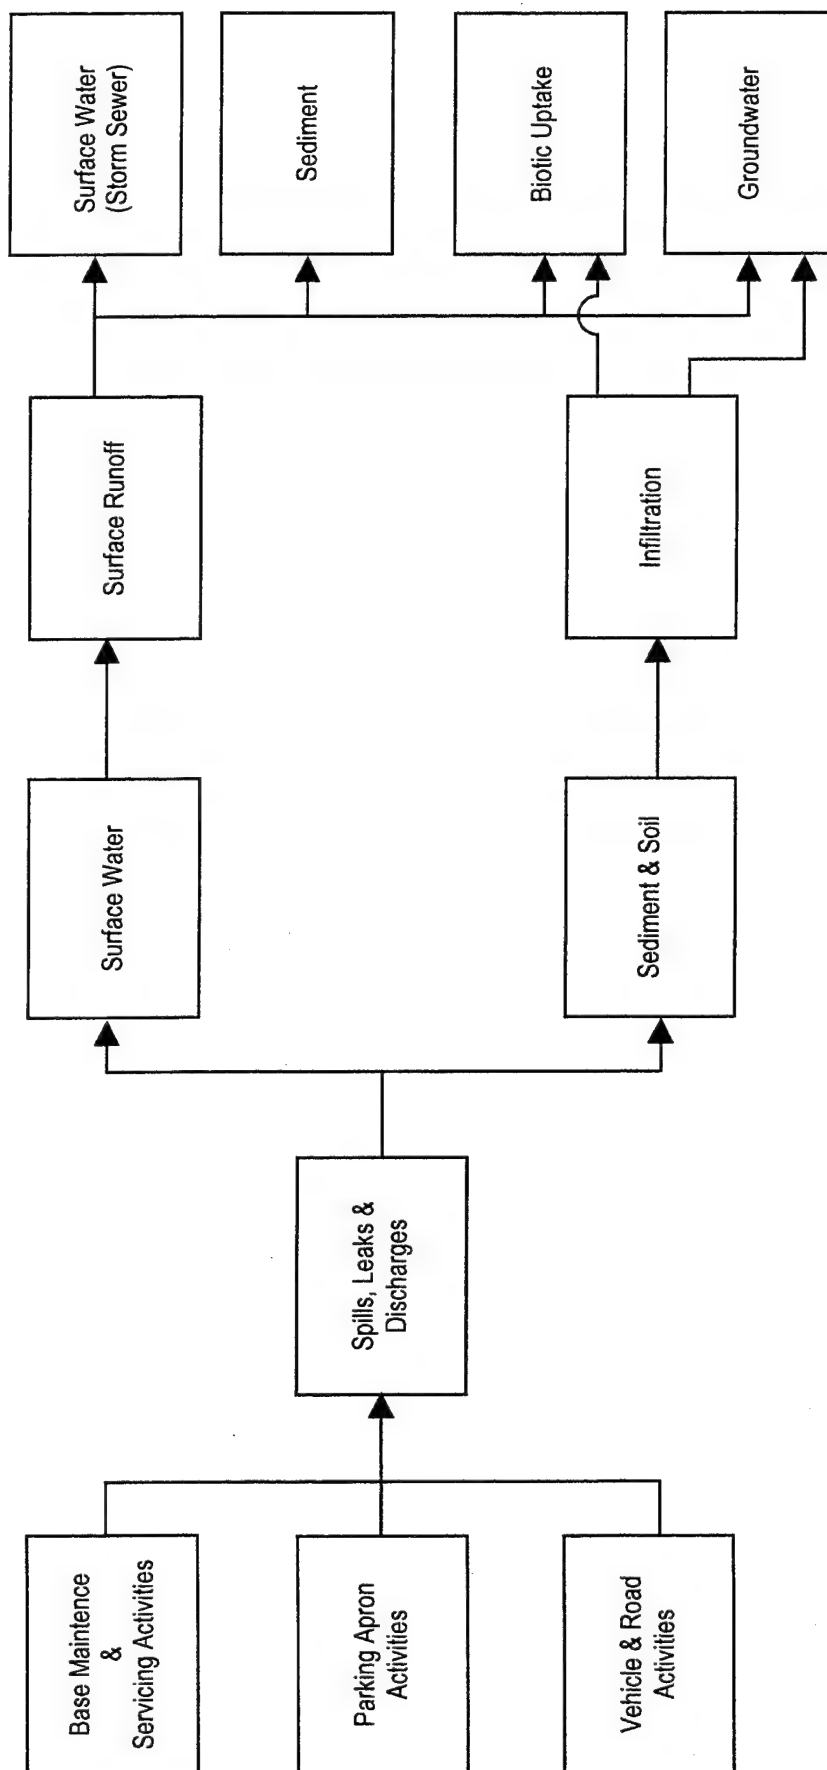 Base Maintence
&
Servicing Activities
Parking Apron
Activities
Vehicle & Road
Activities
Spills, Leaks &
Discharges
Surface Water
Sediment & Soil
Surface Runoff
Infiltration
Surface Water
(Storm Sewer)
Sediment
Biotic Uptake
Groundwater